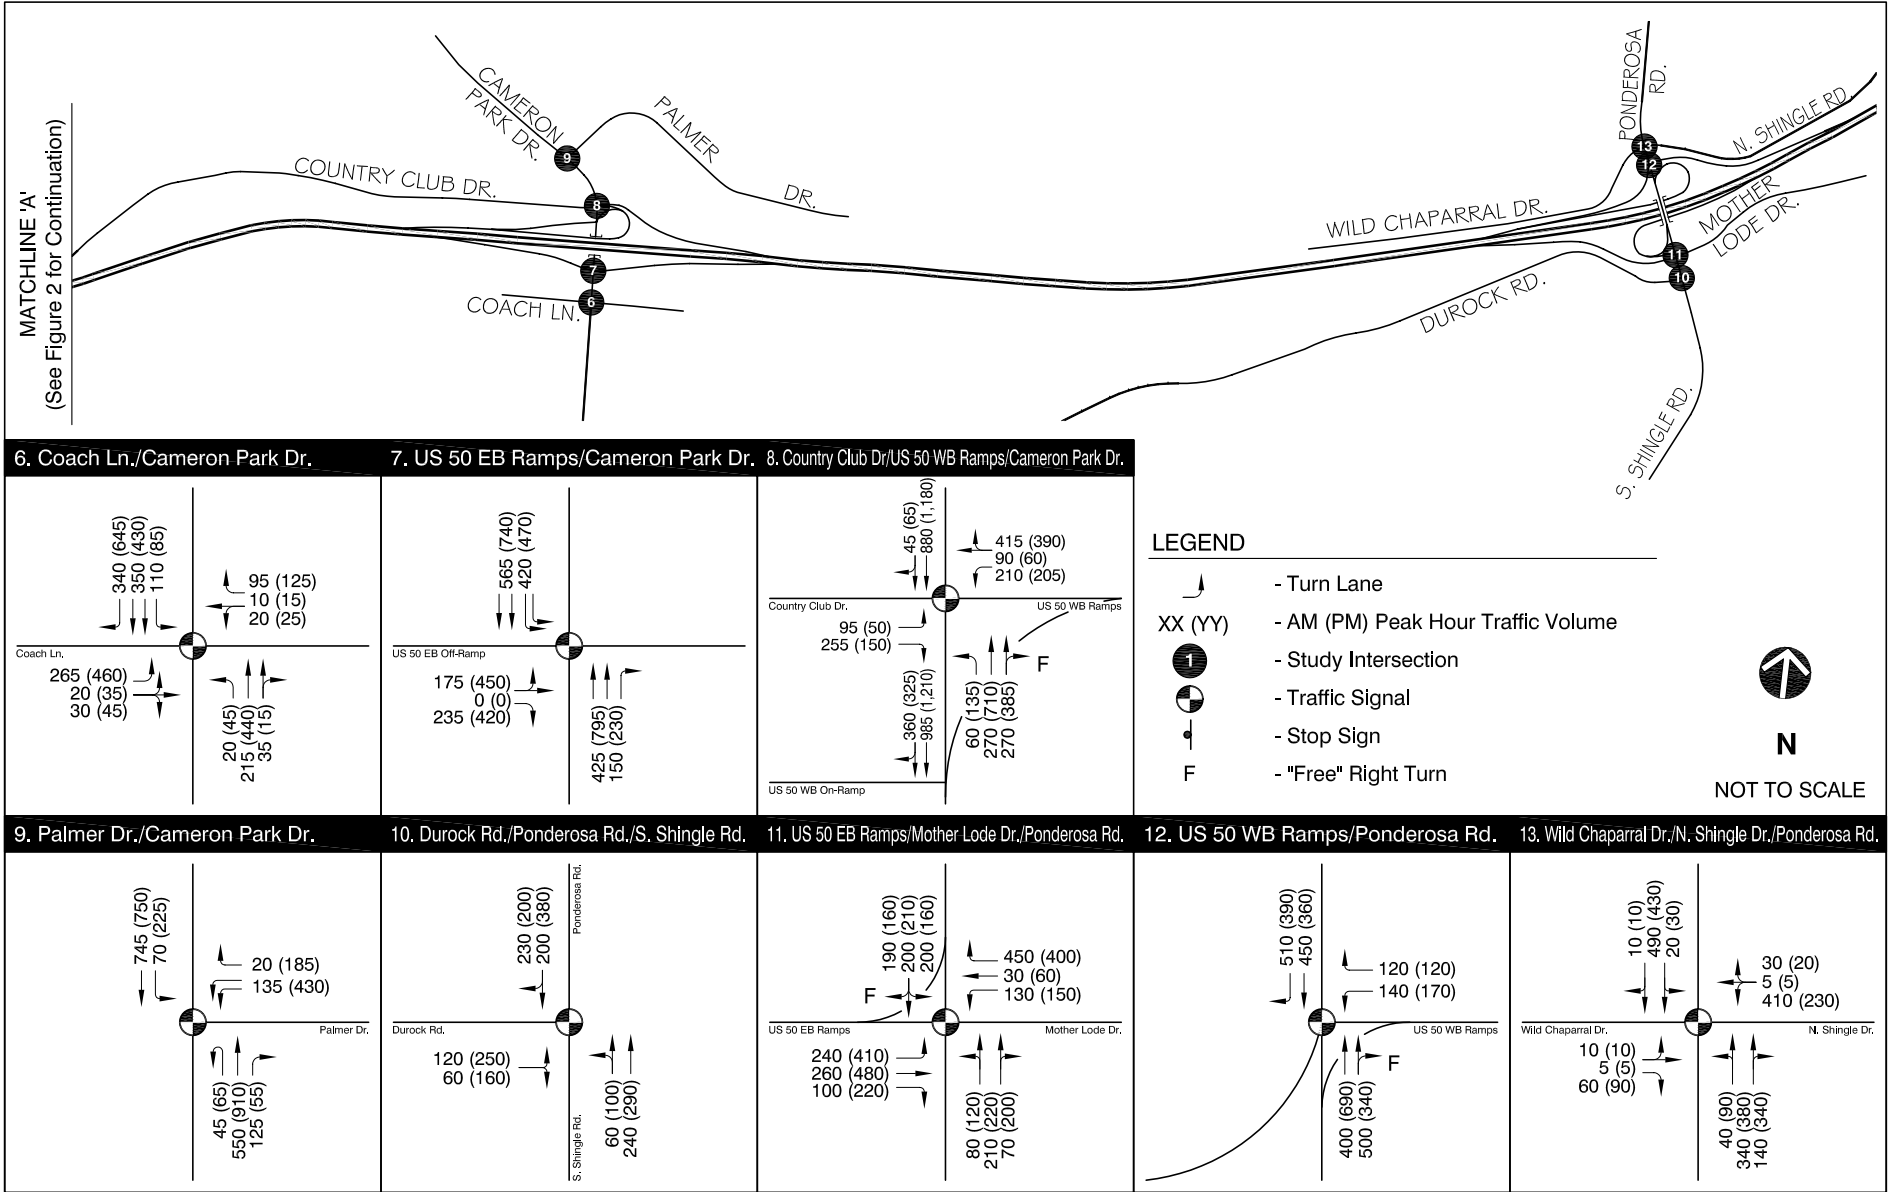 MATCHLINE 'A'
(See Figure 2 for Continuation)
COUNTRY CLUB DR.
CAMERON
PARK DR.
PALMER
DR.
9
8
7
6
COACH LN.
WILD CHAPARRAL DR.
PONDEROSA
RD.
N. SHINGLE RD.
13
12
MOTHER
LODE DR.
11
10
DUROCK RD.
S. SHINGLE RD.
6. Coach Ln./Cameron Park Dr.
340 (645)
350 (430)
110 (85)
95 (125)
10 (15)
20 (25)
Coach Ln.
265 (460)
20 (35)
30 (45)
20 (45)
215 (440)
35 (15)
7. US 50 EB Ramps/Cameron Park Dr.
565 (740)
420 (470)
US 50 EB Off-Ramp
175 (450)
0 (0)
235 (420)
425 (795)
150 (230)
8. Country Club Dr/US 50 WB Ramps/Cameron Park Dr.
45 (65)
880 (1,180)
415 (390)
90 (60)
210 (205)
Country Club Dr.
US 50 WB Ramps
95 (50)
255 (150)
F
360 (325)
985 (1,210)
60 (135)
270 (710)
270 (385)
US 50 WB On-Ramp
LEGEND
- Turn Lane
XX (YY) - AM (PM) Peak Hour Traffic Volume
1 - Study Intersection
- Traffic Signal
- Stop Sign
F - "Free" Right Turn
N
NOT TO SCALE
9. Palmer Dr./Cameron Park Dr.
745 (750)
70 (225)
20 (185)
135 (430)
Palmer Dr.
45 (65)
550 (910)
125 (55)
10. Durock Rd./Ponderosa Rd./S. Shingle Rd.
Ponderosa Rd.
230 (200)
200 (380)
Durock Rd.
120 (250)
60 (160)
60 (100)
240 (290)
S. Shingle Rd.
11. US 50 EB Ramps/Mother Lode Dr./Ponderosa Rd.
190 (160)
200 (210)
200 (160)
F
450 (400)
30 (60)
130 (150)
US 50 EB Ramps
Mother Lode Dr.
240 (410)
260 (480)
100 (220)
80 (120)
210 (220)
70 (200)
12. US 50 WB Ramps/Ponderosa Rd.
510 (390)
450 (360)
120 (120)
140 (170)
US 50 WB Ramps
F
400 (690)
500 (340)
13. Wild Chaparral Dr./N. Shingle Dr./Ponderosa Rd.
10 (10)
490 (430)
20 (30)
30 (20)
5 (5)
410 (230)
Wild Chaparral Dr.
N. Shingle Dr.
10 (10)
5 (5)
60 (90)
40 (90)
340 (380)
140 (340)